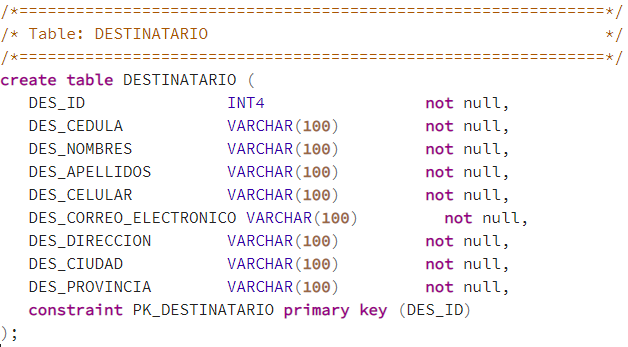 /*==============================================================*/
/* Table: DESTINATARIO                                          */
/*==============================================================*/
create table DESTINATARIO (
   DES_ID               INT4                 not null,
   DES_CEDULA           VARCHAR(100)         not null,
   DES_NOMBRES          VARCHAR(100)         not null,
   DES_APELLIDOS        VARCHAR(100)         not null,
   DES_CELULAR          VARCHAR(100)         not null,
   DES_CORREO_ELECTRONICO VARCHAR(100)         not null,
   DES_DIRECCION        VARCHAR(100)         not null,
   DES_CIUDAD           VARCHAR(100)         not null,
   DES_PROVINCIA        VARCHAR(100)         not null,
   constraint PK_DESTINATARIO primary key (DES_ID)
);